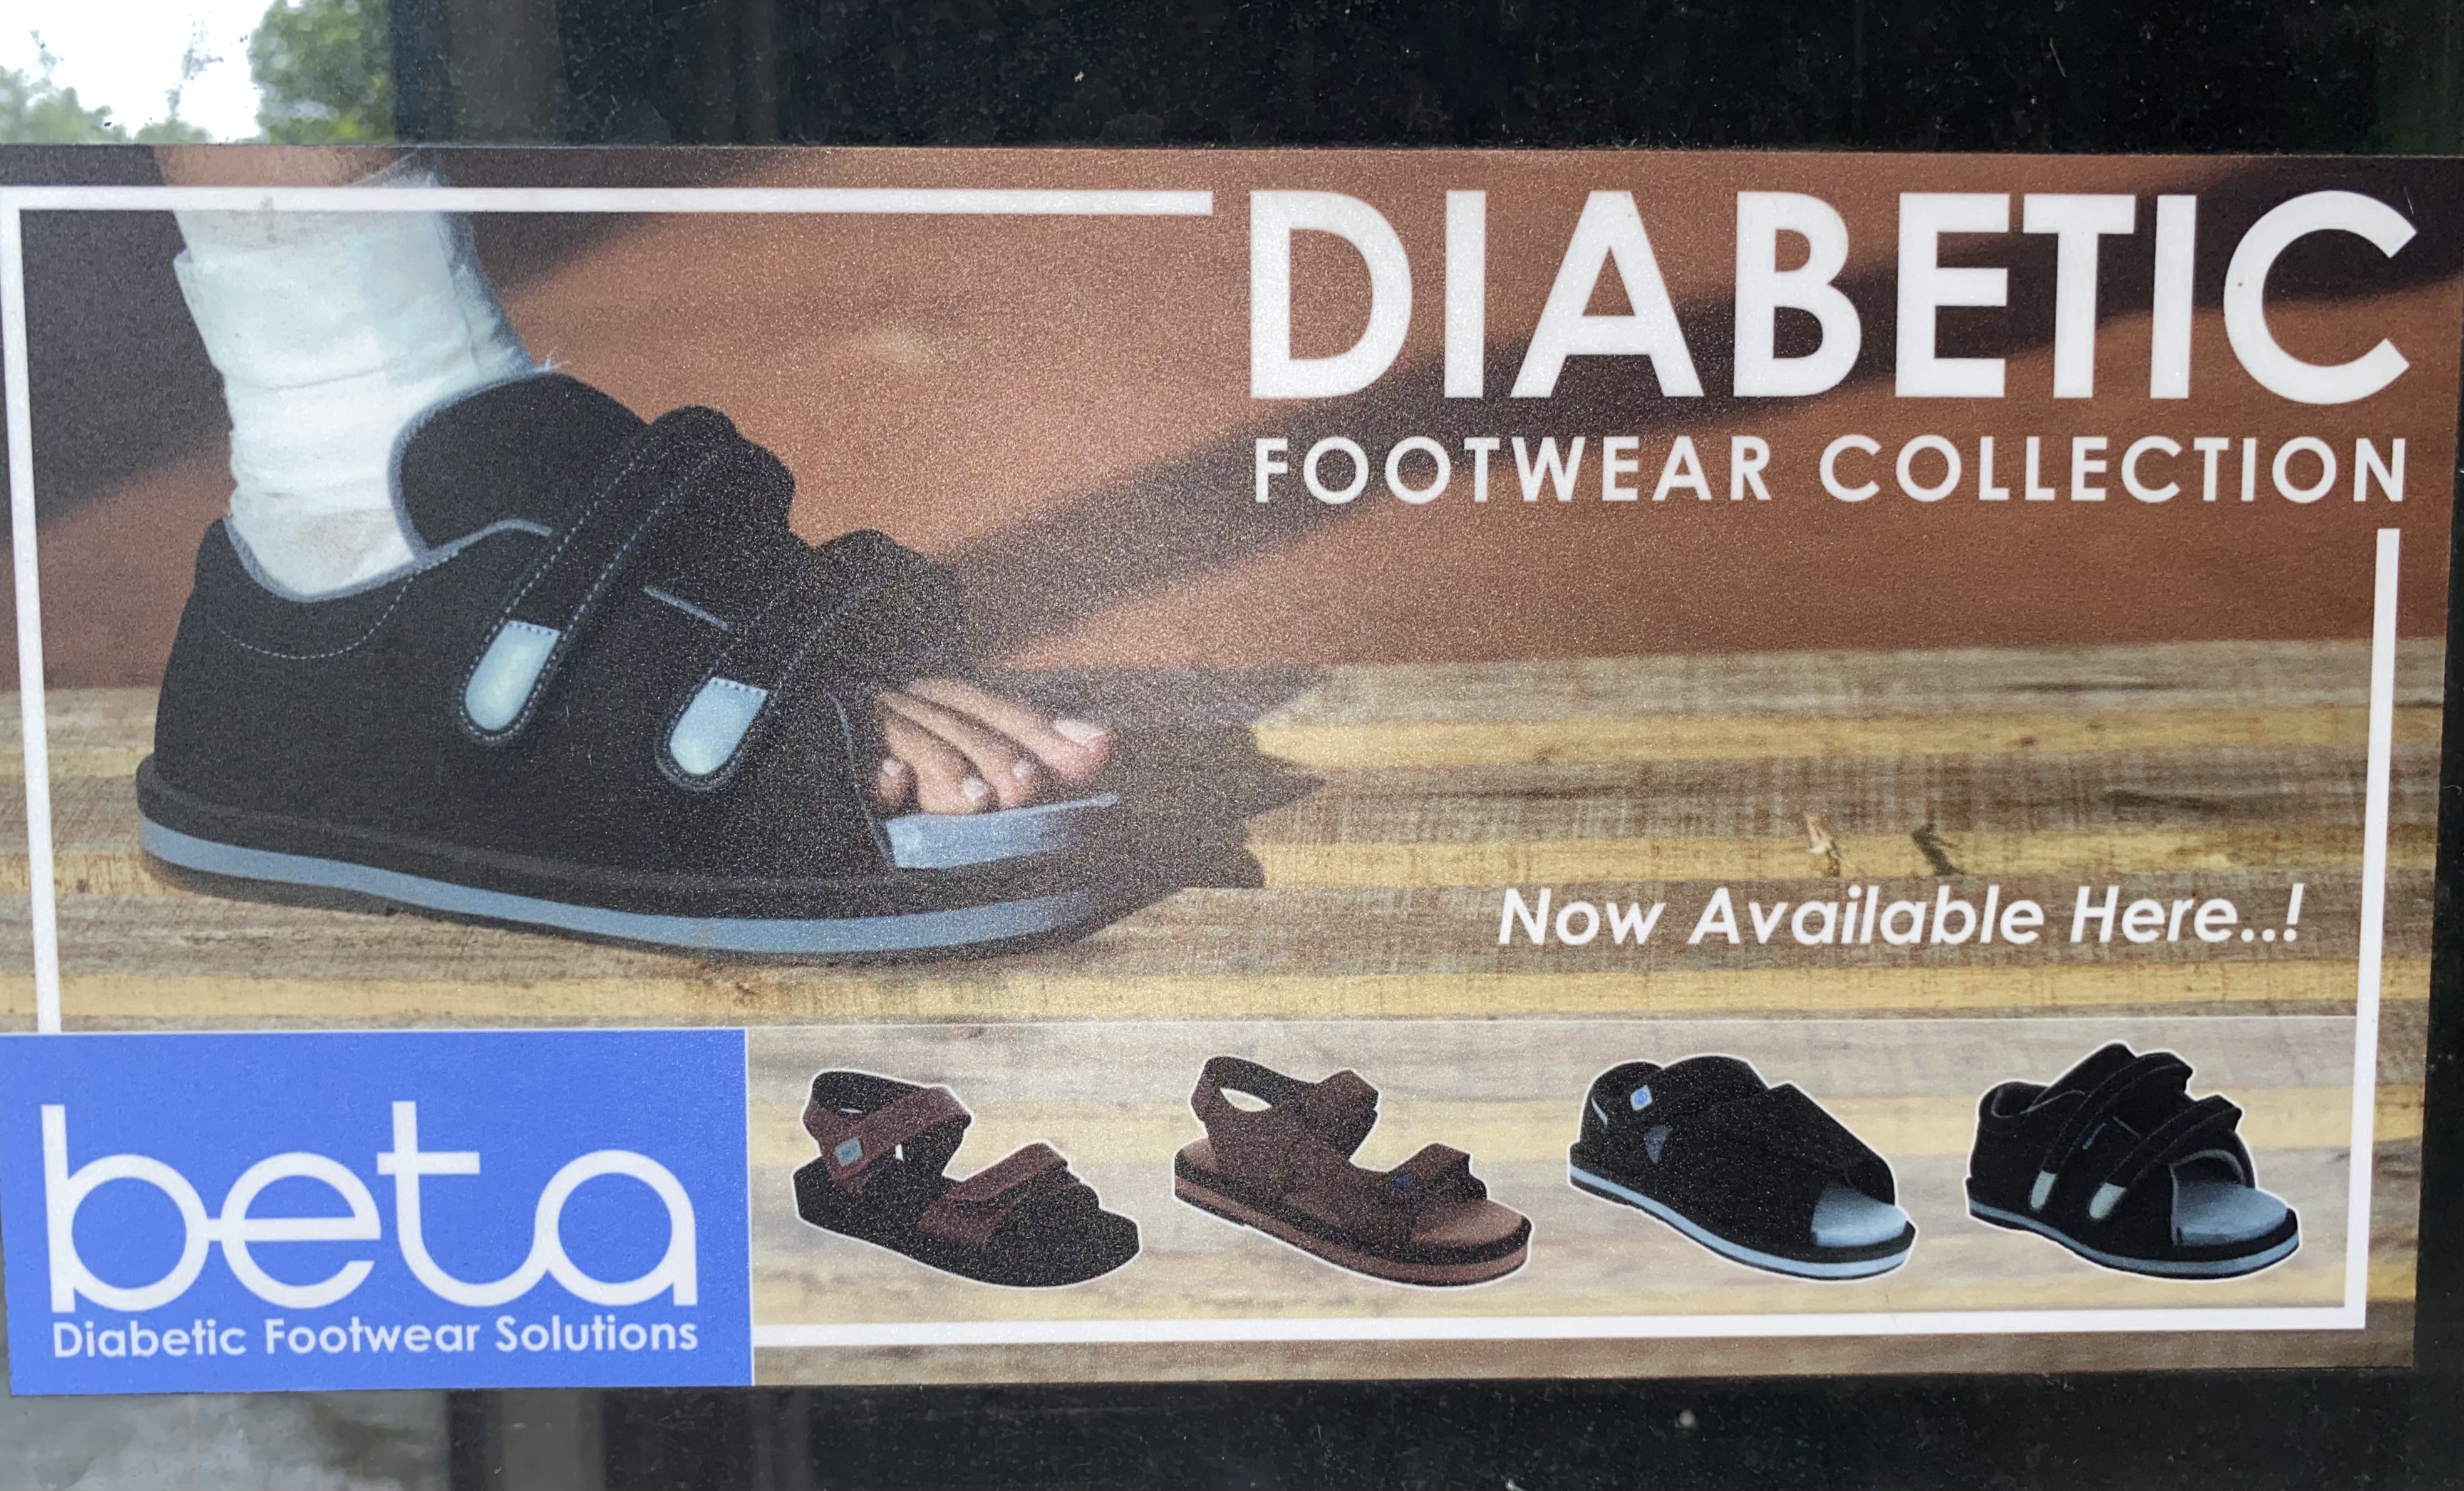 DIABETIC
FOOTWEAR COLLECTION
Now Available Here..!
beta
Diabetic Footwear Solutions